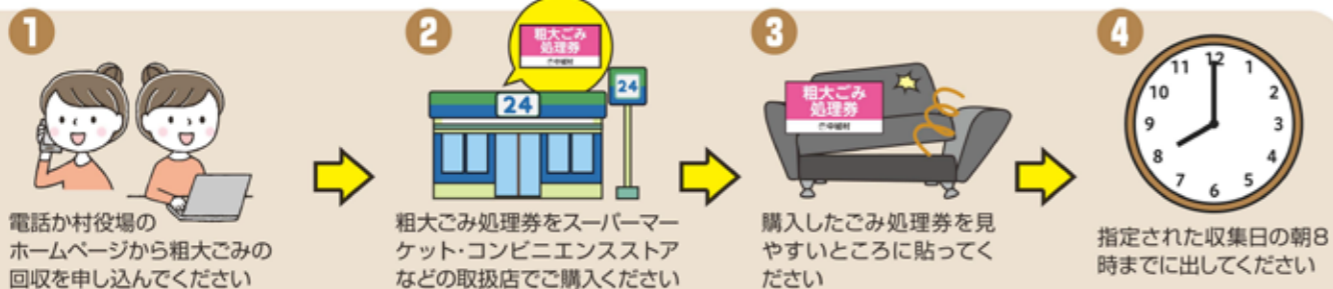 1
電話か村役場の
ホームページから粗大ごみの
回収を申し込んでください
2
粗大ごみ
処理券
24
24
粗大ごみ処理券をスーパーマー
ケット・コンビニエンスストア
などの取扱店でご購入ください
3
粗大ごみ
処理券
購入したごみ処理券を見
やすいところに貼ってく
ださい
4
12
1
2
3
4
5
6
7
8
9
10
11
指定された収集日の朝8
時までに出してください